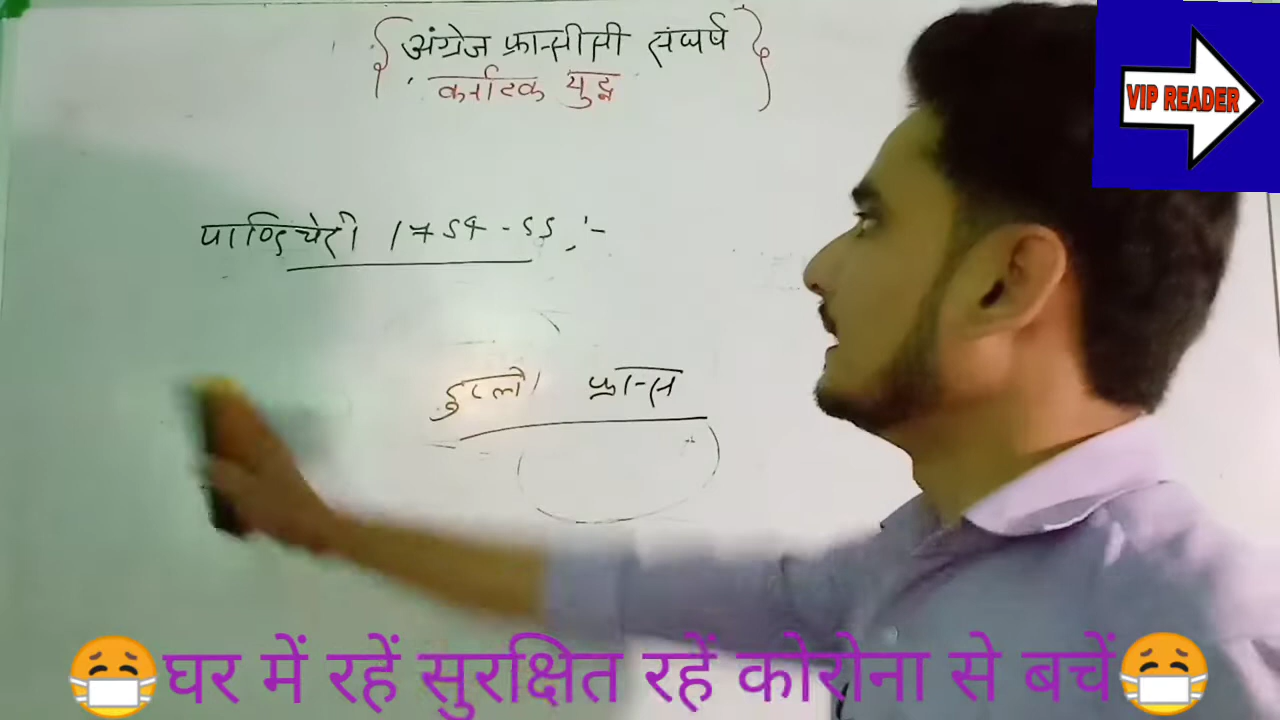 अंग्रेज फ्रान्सीसी संघर्ष
कर्नाटक युद्ध
VIP READER
पाण्डिचेरी 1754-55 :-
डुप्ले। फ्रान्स
😷घर में रहें सुरक्षित रहें कोरोना से बचें😷